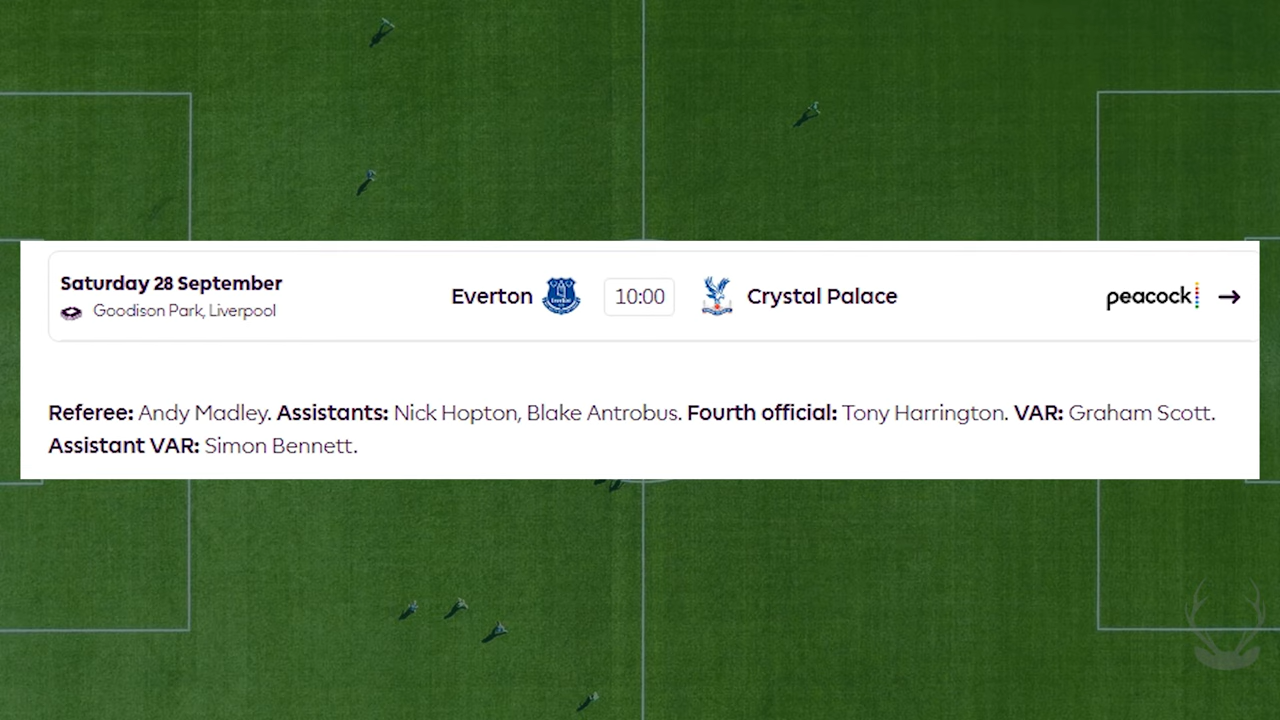 Saturday 28 September
Goodison Park, Liverpool
Everton 10:00 Crystal Palace
peacock
Referee: Andy Madley. Assistants: Nick Hopton, Blake Antrobus. Fourth official: Tony Harrington. VAR: Graham Scott.
Assistant VAR: Simon Bennett.